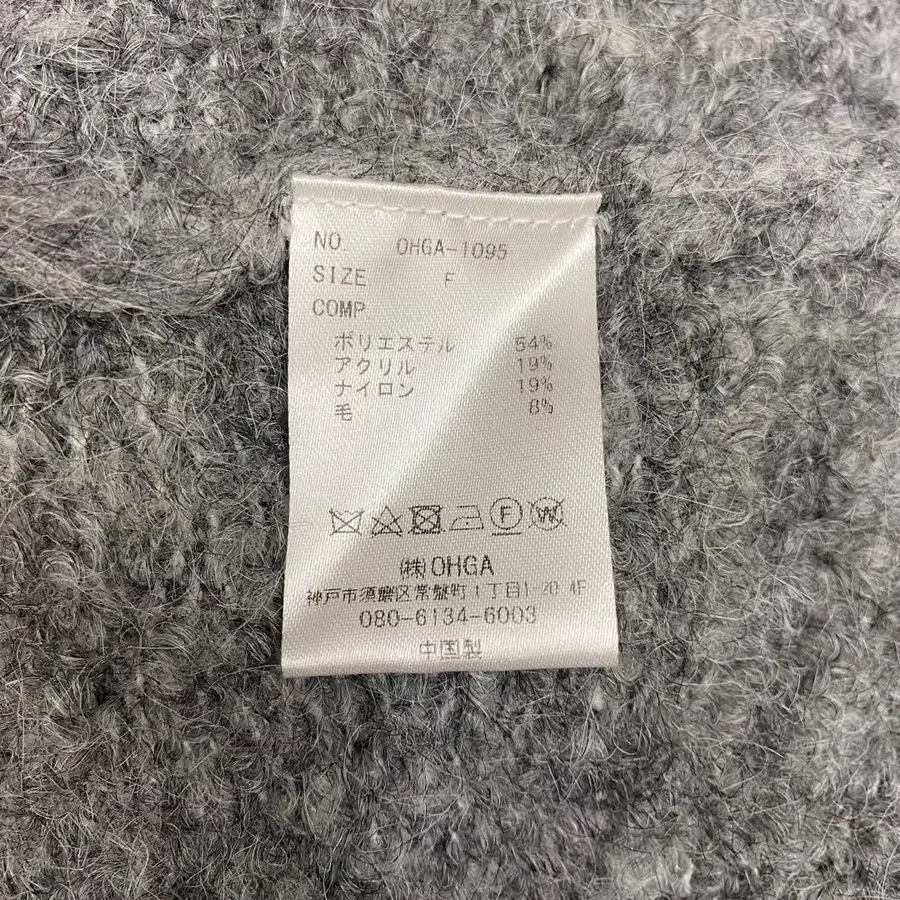 NO OHGA-1095
SIZE F
COMP
ポリエステル 54%
アクリル 19%
ナイロン 19%
毛 8%
F W
㈱OHGA
神戸市須磨区常盤町1丁目1-20 4F
080-6134-6003
中国製